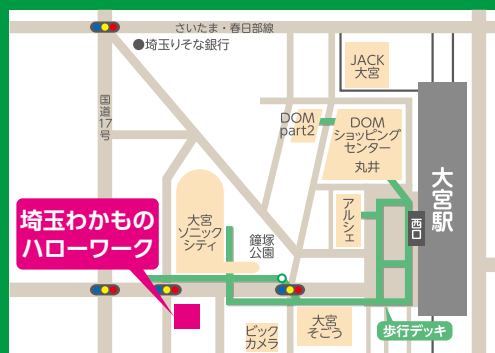 さいたま・春日部線
●埼玉りそな銀行
JACK
大宮
国道17号
DOM
part2
DOM
ショッピング
センター
丸井
大宮駅
西口
アルシェ
埼玉わかもの
ハローワーク
大宮
ソニック
シティ
鐘塚
公園
歩行デッキ
ビック
カメラ
大宮
そごう